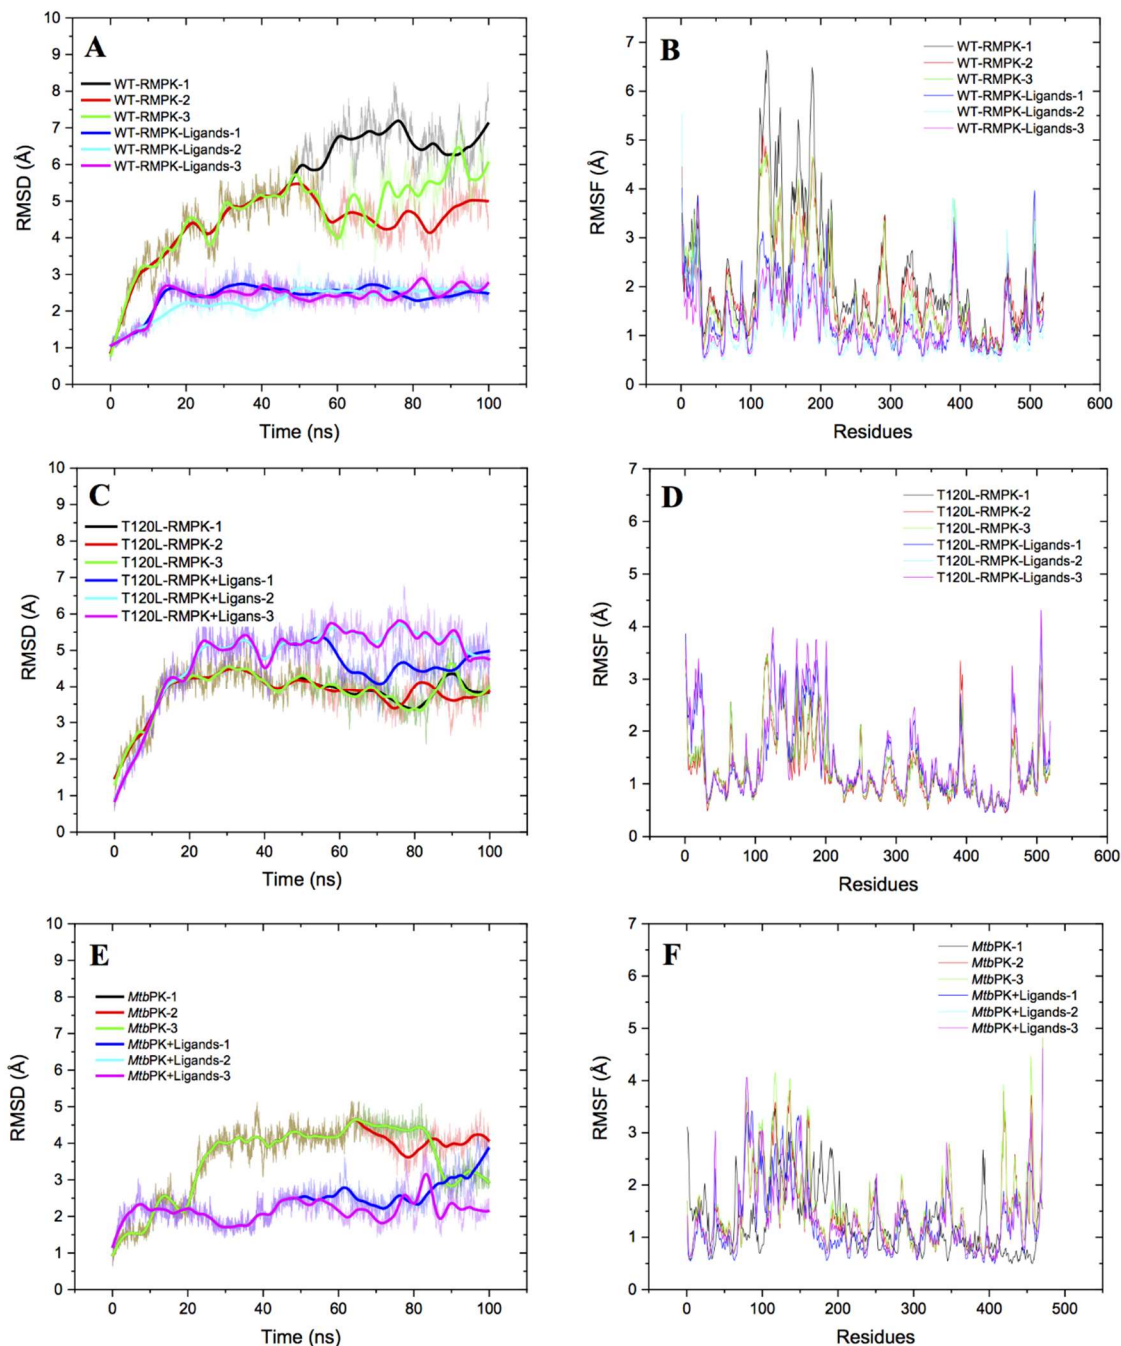 A
WT-RMPK-1
WT-RMPK-2
WT-RMPK-3
WT-RMPK-Ligands-1
WT-RMPK-Ligands-2
WT-RMPK-Ligands-3
RMSD (Å)
10
9
8
7
6
5
4
3
2
1
0
0 20 40 60 80 100
Time (ns)
B
WT-RMPK-1
WT-RMPK-2
WT-RMPK-3
WT-RMPK-Ligands-1
WT-RMPK-Ligands-2
WT-RMPK-Ligands-3
RMSF (Å)
7
6
5
4
3
2
1
0
0 100 200 300 400 500 600
Residues
C
T120L-RMPK-1
T120L-RMPK-2
T120L-RMPK-3
T120L-RMPK+Ligans-1
T120L-RMPK+Ligans-2
T120L-RMPK+Ligans-3
RMSD (A)
10
9
8
7
6
5
4
3
2
1
0
0 20 40 60 80 100
Time (ns)
D
T120L-RMPK-1
T120L-RMPK-2
T120L-RMPK-3
T120L-RMPK-Ligands-1
T120L-RMPK-Ligands-2
T120L-RMPK-Ligands-3
RMSF (Å)
7
6
5
4
3
2
1
0
0 100 200 300 400 500 600
Residues
E
MtbPK-1
MtbPK-2
MtbPK-3
MtbPK+Ligands-1
MtbPK+Ligands-2
MtbPK+Ligands-3
RMSD (Å)
10
9
8
7
6
5
4
3
2
1
0
0 20 40 60 80 100
Time (ns)
F
MtbPK-1
MtbPK-2
MtbPK-3
MtbPK+Ligands-1
MtbPK+Ligands-2
MtbPK+Ligands-3
RMSF (Å)
7
6
5
4
3
2
1
0
0 100 200 300 400 500
Residues